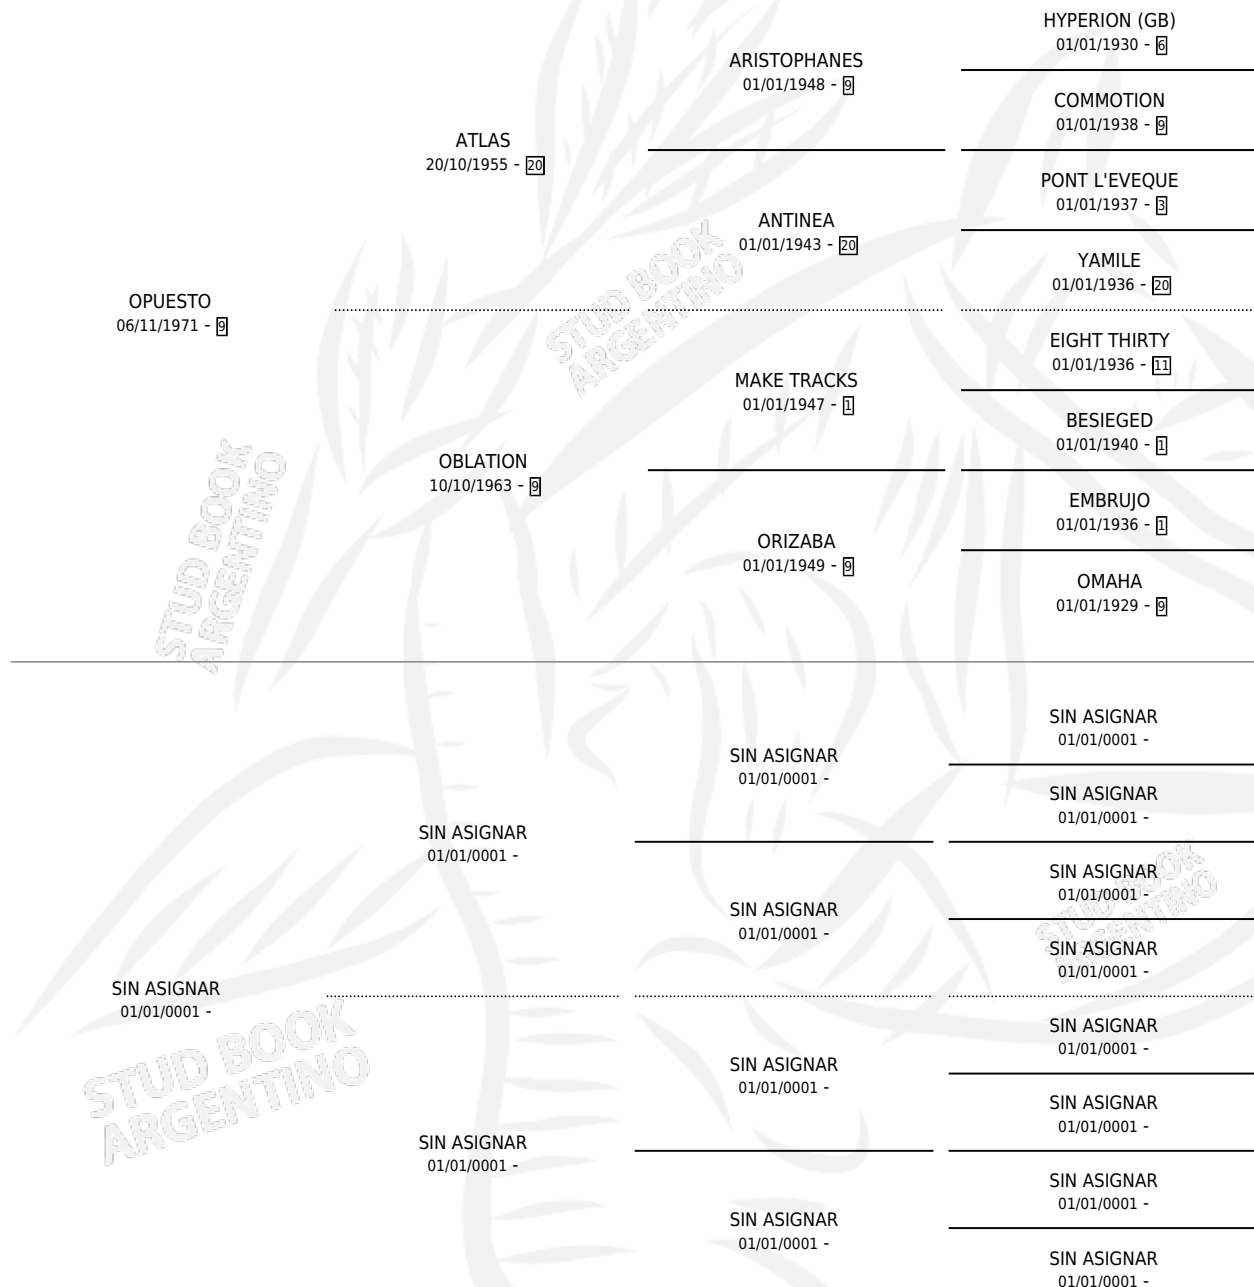 HYPERION (GB)
01/01/1930 - 6
ARISTOPHANES
01/01/1948 - 9
COMMOTION
01/01/1938 - 9
ATLAS
20/10/1955 - 20
PONT L'EVEQUE
01/01/1937 - 3
ANTINEA
01/01/1943 - 20
YAMILE
01/01/1936 - 20
OPUESTO
06/11/1971 - 9
EIGHT THIRTY
01/01/1936 - 11
MAKE TRACKS
01/01/1947 - 1
BESIEGED
01/01/1940 - 1
OBLATION
10/10/1963 - 9
EMBRUJO
01/01/1936 - 1
ORIZABA
01/01/1949 - 9
OMAHA
01/01/1929 - 9
SIN ASIGNAR
01/01/0001 -
SIN ASIGNAR
01/01/0001 -
SIN ASIGNAR
01/01/0001 -
SIN ASIGNAR
01/01/0001 -
SIN ASIGNAR
01/01/0001 -
SIN ASIGNAR
01/01/0001 -
SIN ASIGNAR
01/01/0001 -
SIN ASIGNAR
01/01/0001 -
SIN ASIGNAR
01/01/0001 -
SIN ASIGNAR
01/01/0001 -
SIN ASIGNAR
01/01/0001 -
SIN ASIGNAR
01/01/0001 -
SIN ASIGNAR
01/01/0001 -
SIN ASIGNAR
01/01/0001 -
SIN ASIGNAR
01/01/0001 -
STUD BOOK
ARGENTINO
STUD BOOK
ARGENTINO
STUD BOOK
ARGENTINO
STUD BOOK
ARGENTINO